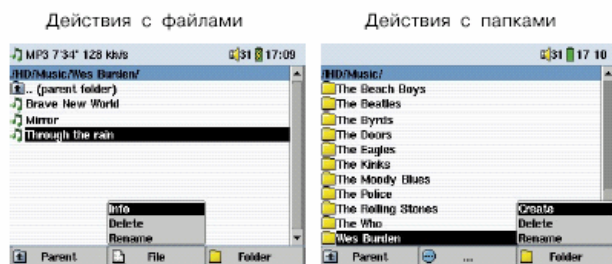 Действия с файлами
MP3 7'34" 128 kb/s 31 17:09
/HD/Music/Wes Burden/
.. (parent folder)
Brave New World
Mirror
Through the rain
Info
Delete
Rename
Parent File Folder
Действия с папками
31 17 10
/HD/Music/
The Beach Boys
The Beatles
The Byrds
The Doors
The Eagles
The Kinks
The Moody Blues
The Police
The Rolling Stones
The Who
Wes Burden
Create
Delete
Rename
Parent ... Folder